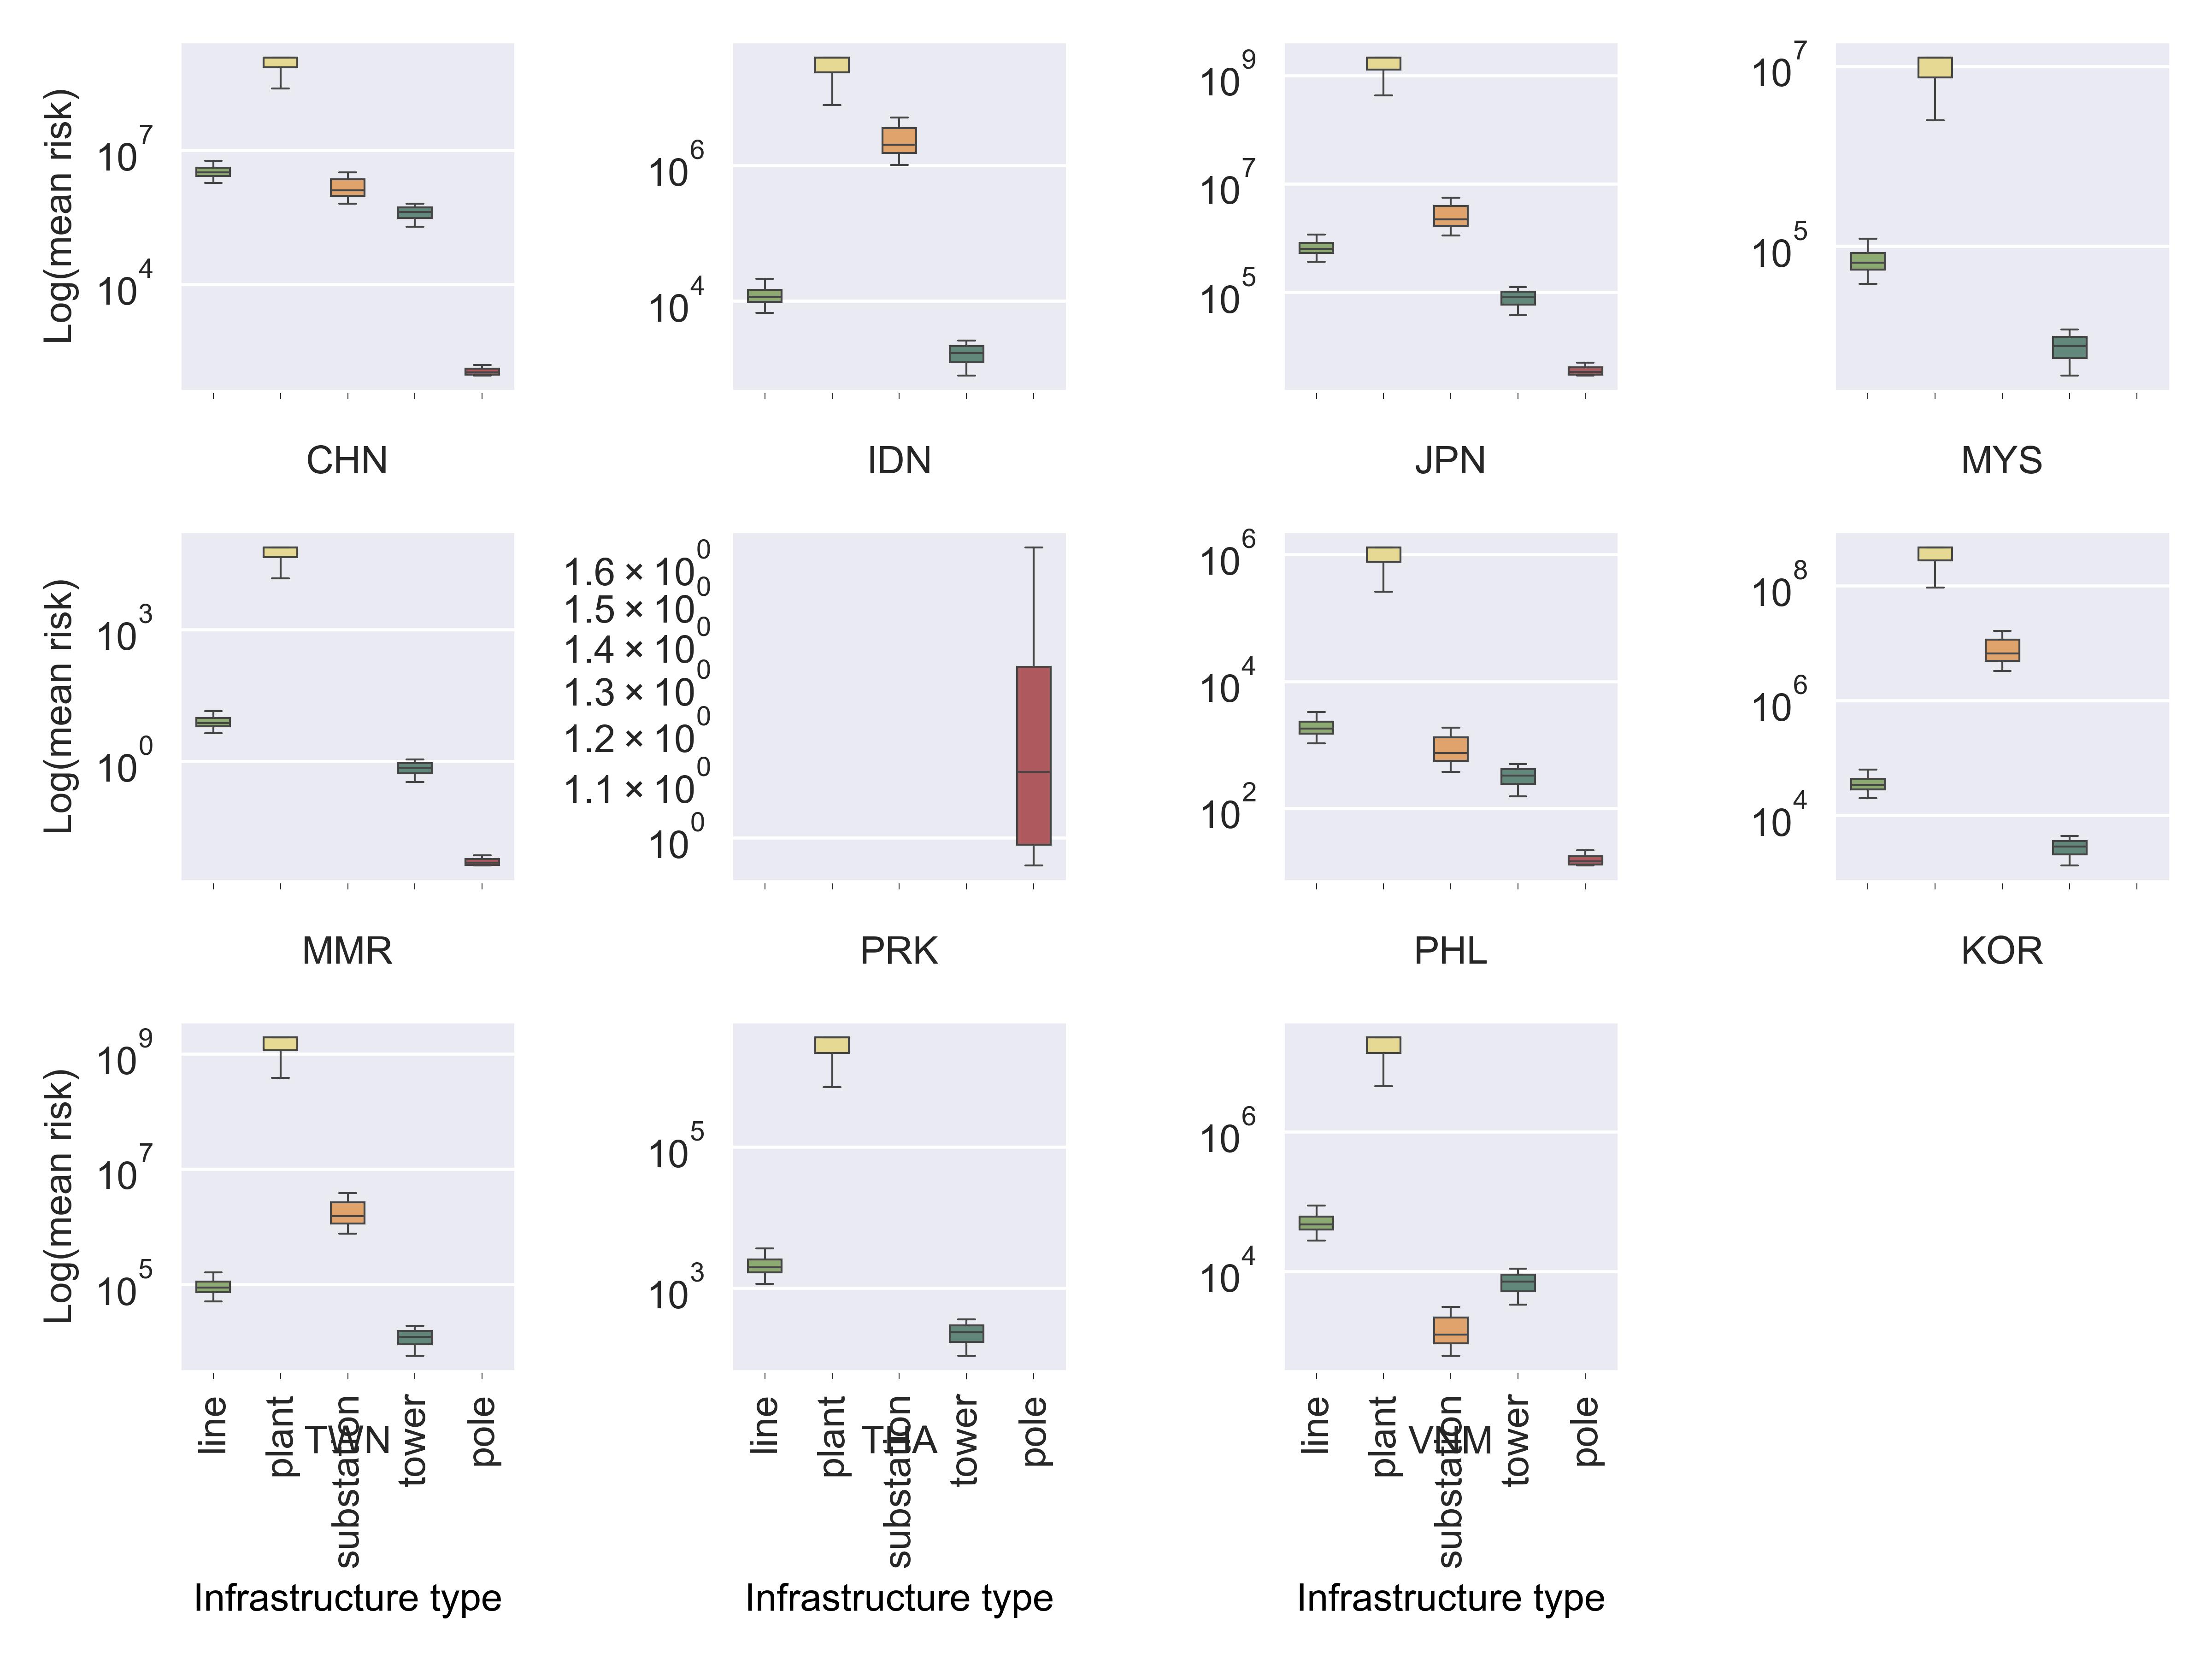 Log(mean risk)
10^7
10^4
CHN
10^6
10^4
IDN
10^9
10^7
10^5
JPN
10^7
10^5
MYS
Log(mean risk)
10^3
10^0
MMR
1.6 × 10^0
1.5 × 10^0
1.4 × 10^0
1.3 × 10^0
1.2 × 10^0
1.1 × 10^0
10^0
PRK
10^6
10^4
10^2
PHL
10^8
10^6
10^4
KOR
Log(mean risk)
10^9
10^7
10^5
line
plant
substation
tower
pole
TWN
Infrastructure type
10^5
10^3
line
plant
substation
tower
pole
THA
Infrastructure type
10^6
10^4
line
plant
substation
tower
pole
VNM
Infrastructure type